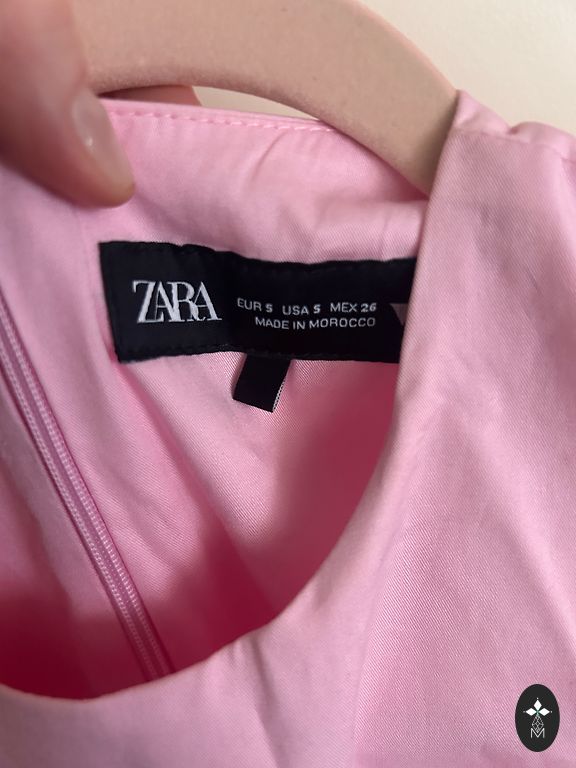 ZARA
EUR S USA S MEX 26
MADE IN MOROCCO
M